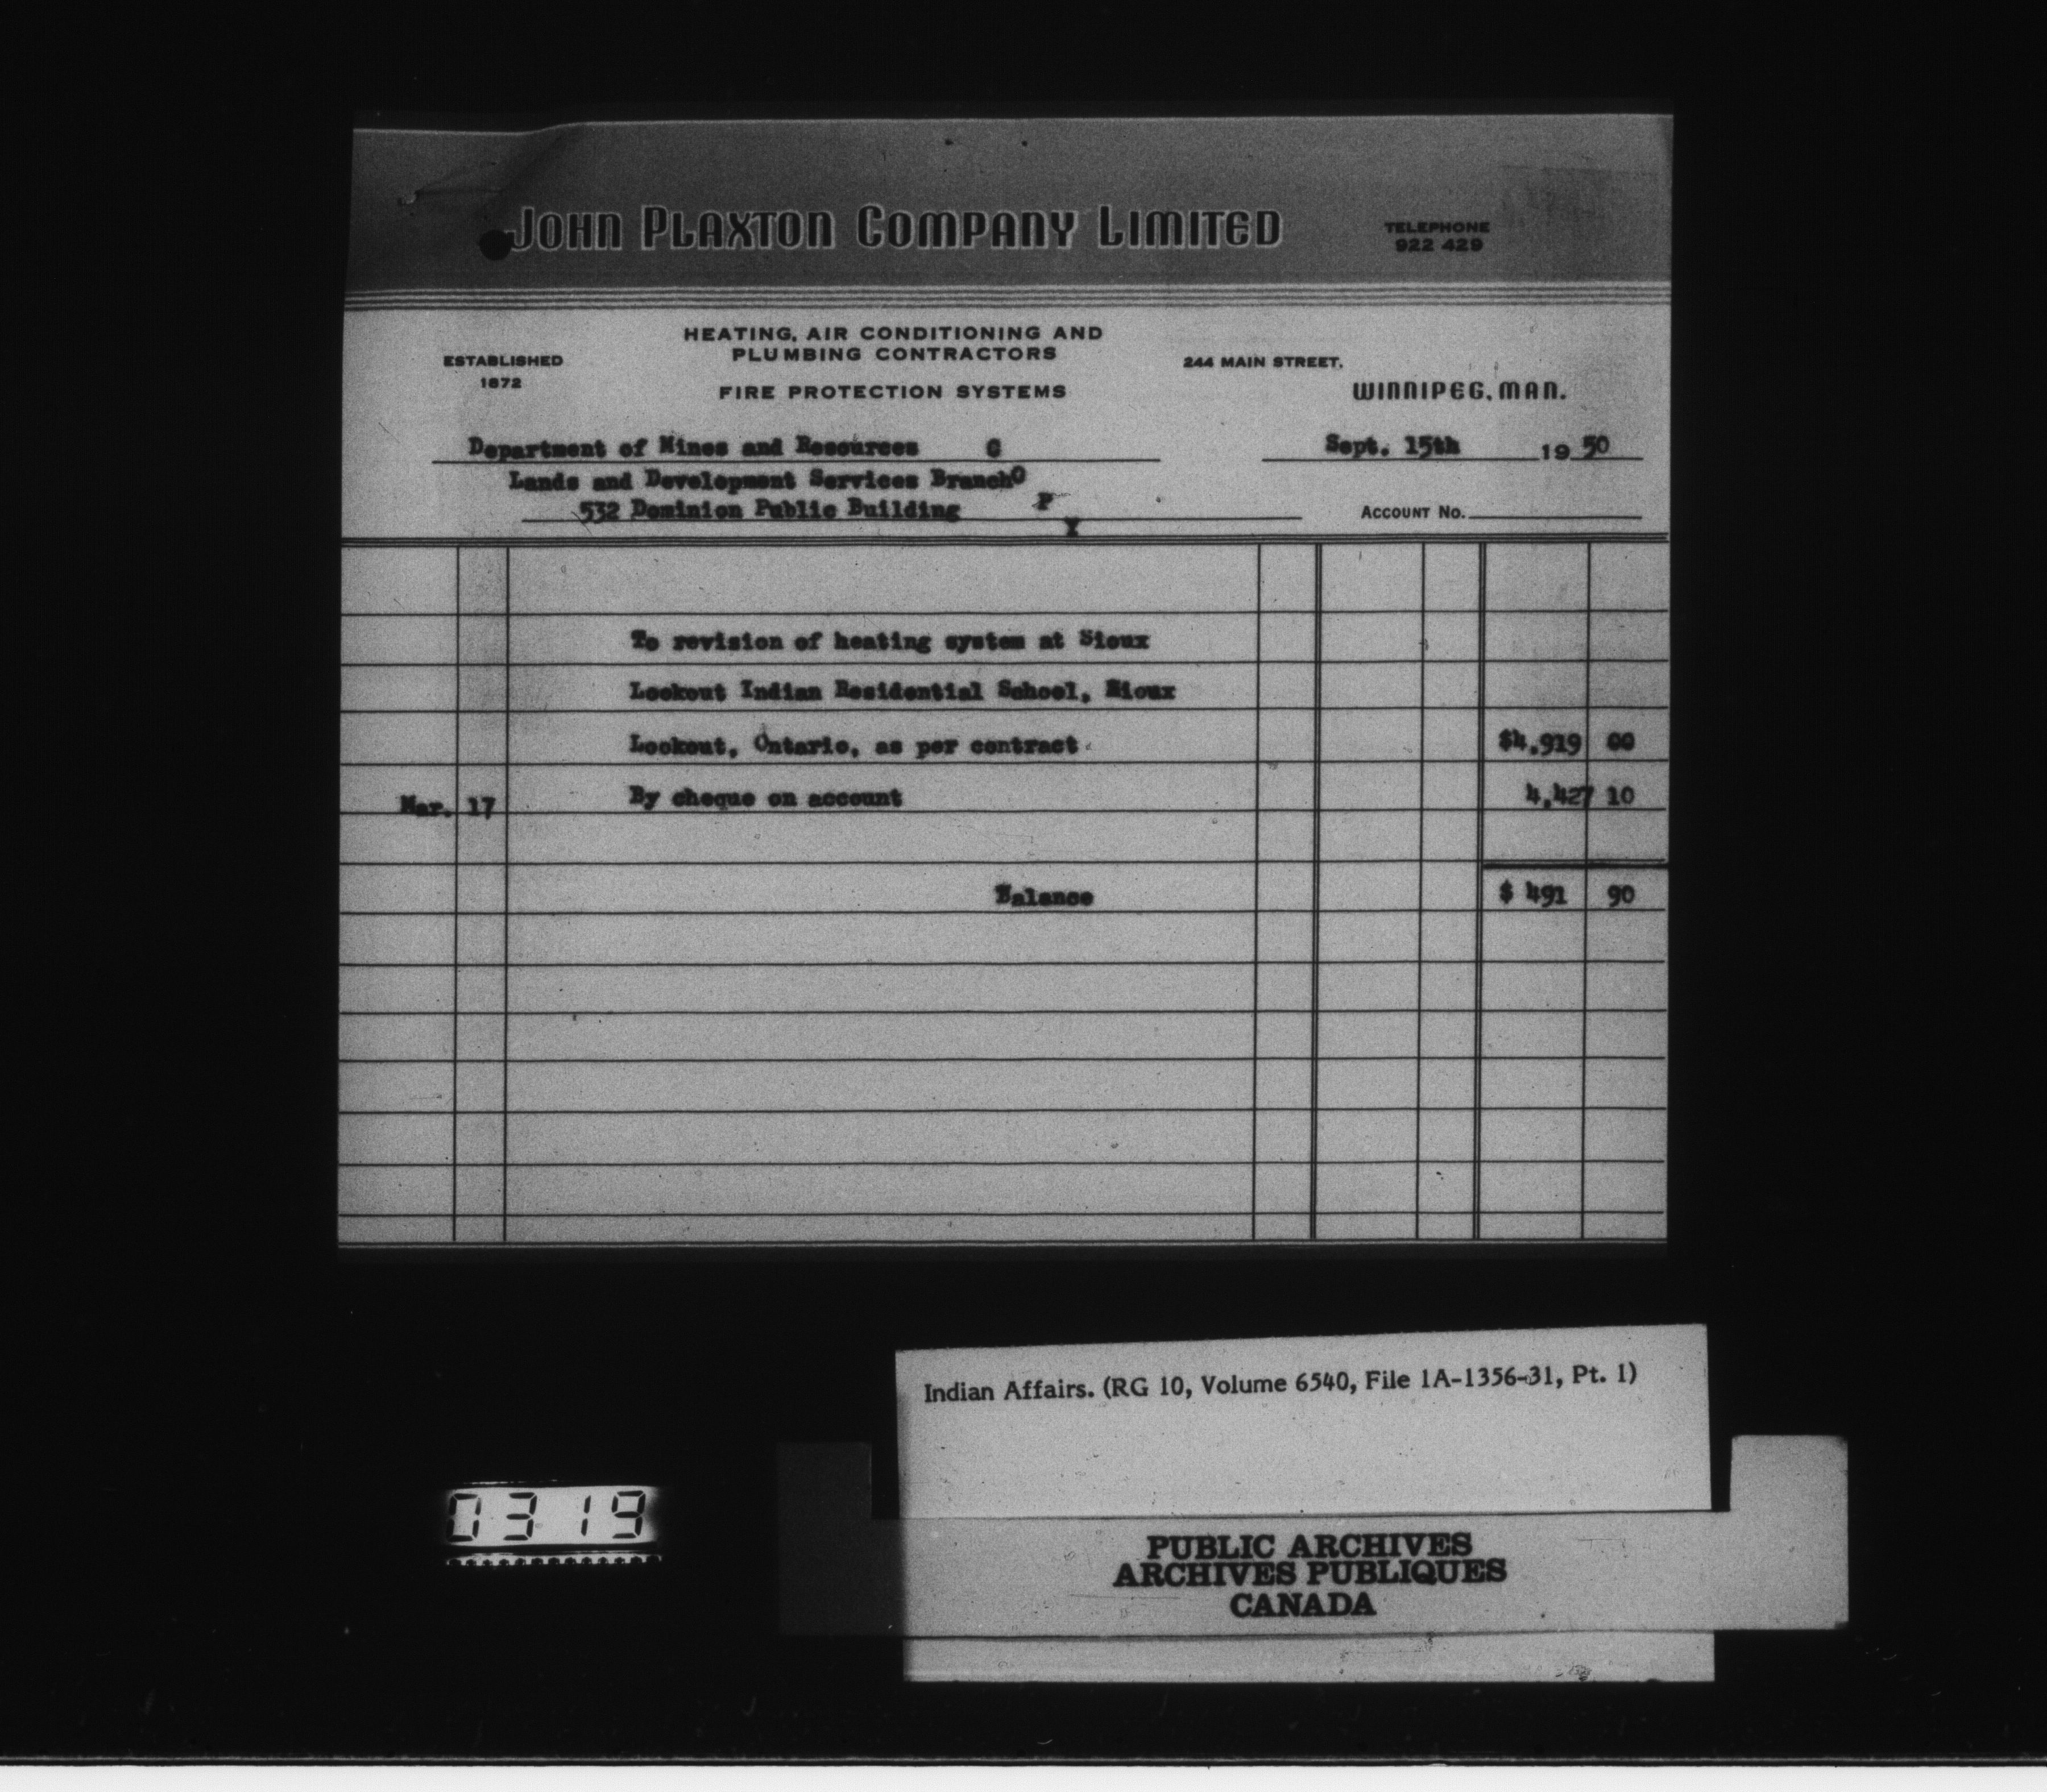 JOHN PLAXTON COMPANY LIMITED
TELEPHONE
922 429
HEATING, AIR CONDITIONING AND
PLUMBING CONTRACTORS
FIRE PROTECTION SYSTEMS
ESTABLISHED
1872
244 MAIN STREET,
WINNIPEG, MAN.
Department of Mines and Resources C
Sept. 15th 19 50
Lands and Development Services Branch O
532 Dominion Public Building P
Y
ACCOUNT NO.
To revision of heating system at Sioux
Lookout Indian Residential School, Sioux
Lookout, Ontario, as per contract $4,919 00
Mar. 17 By cheque on account 4,427 10
Balance $ 491 90
Indian Affairs. (RG 10, Volume 6540, File 1A-1356-31, Pt. 1)
0319
PUBLIC ARCHIVES
ARCHIVES PUBLIQUES
CANADA